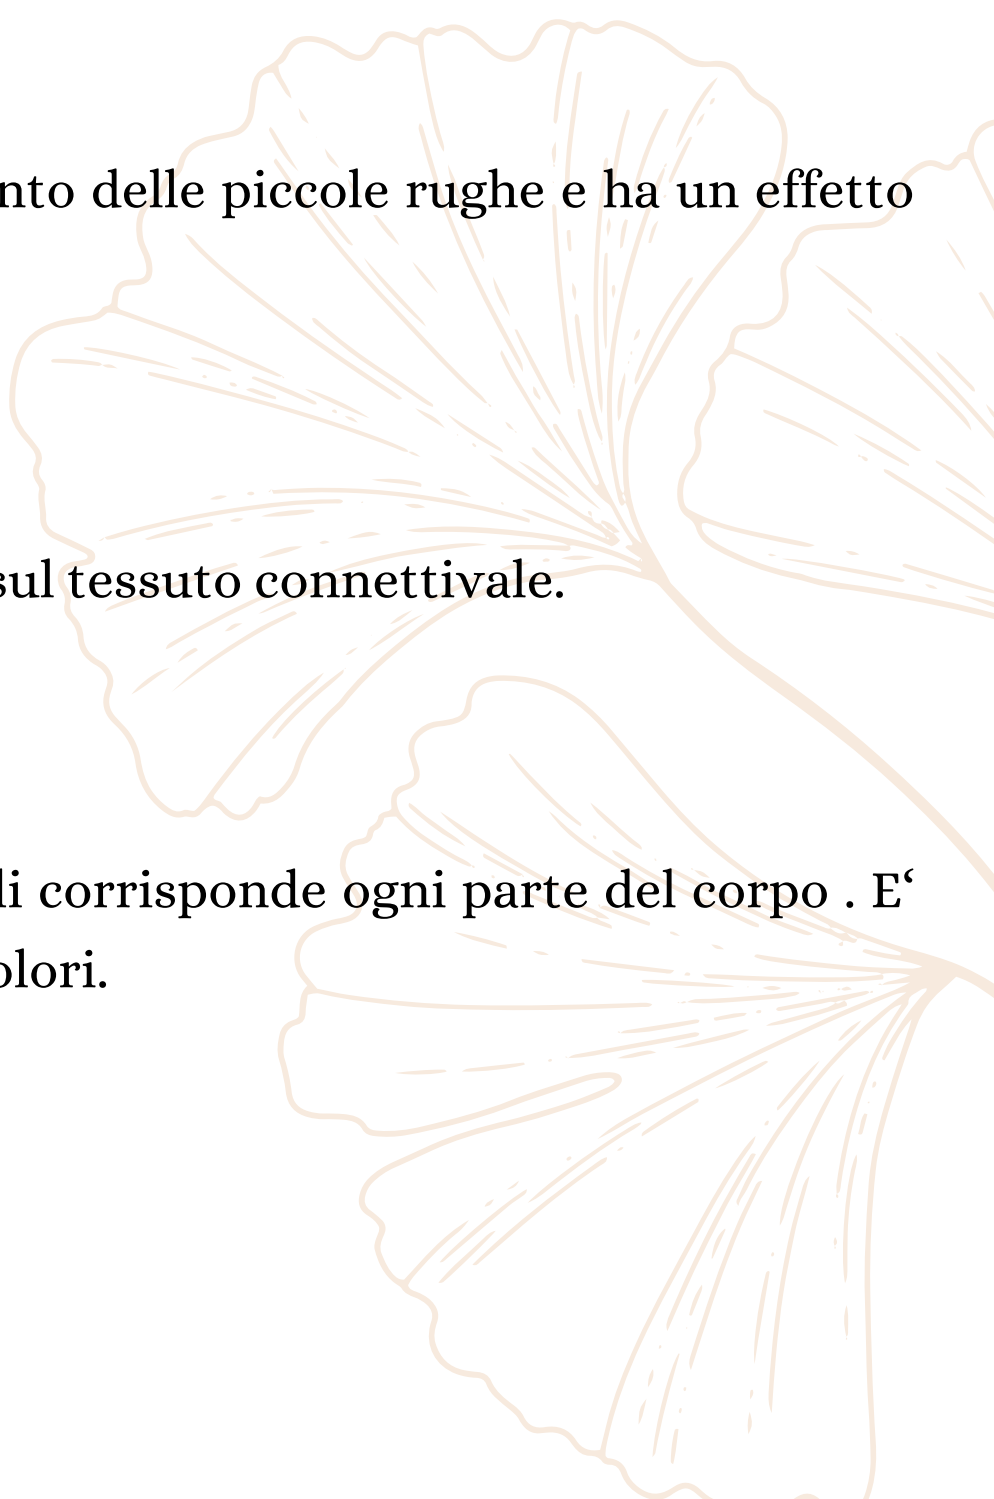 nto delle piccole rughe e ha un effetto
sul tessuto connettivale.
li corrisponde ogni parte del corpo . E‘
olori.